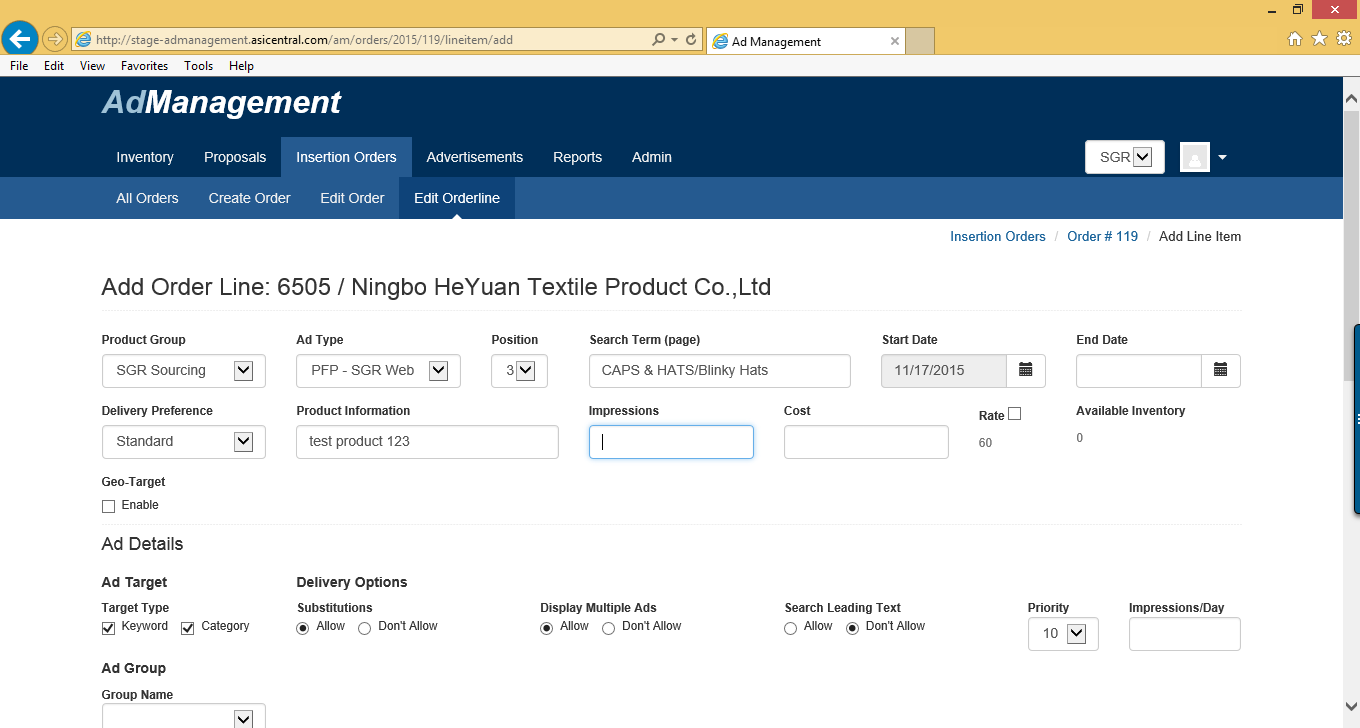 http://stage-admanagement.asicentral.com/am/orders/2015/119/lineitem/add
Ad Management
File Edit View Favorites Tools Help
AdManagement
Inventory Proposals Insertion Orders Advertisements Reports Admin SGR
All Orders Create Order Edit Order Edit Orderline
Insertion Orders / Order # 119 / Add Line Item
Add Order Line: 6505 / Ningbo HeYuan Textile Product Co.,Ltd
Product Group Ad Type Position Search Term (page) Start Date End Date
SGR Sourcing PFP - SGR Web 3 CAPS & HATS/Blinky Hats 11/17/2015
Delivery Preference Product Information Impressions Cost Rate Available Inventory
Standard test product 123 60 0
Geo-Target
Enable
Ad Details
Ad Target Delivery Options
Target Type Substitutions Display Multiple Ads Search Leading Text Priority Impressions/Day
Keyword Category Allow Don't Allow Allow Don't Allow Allow Don't Allow 10
Ad Group
Group Name